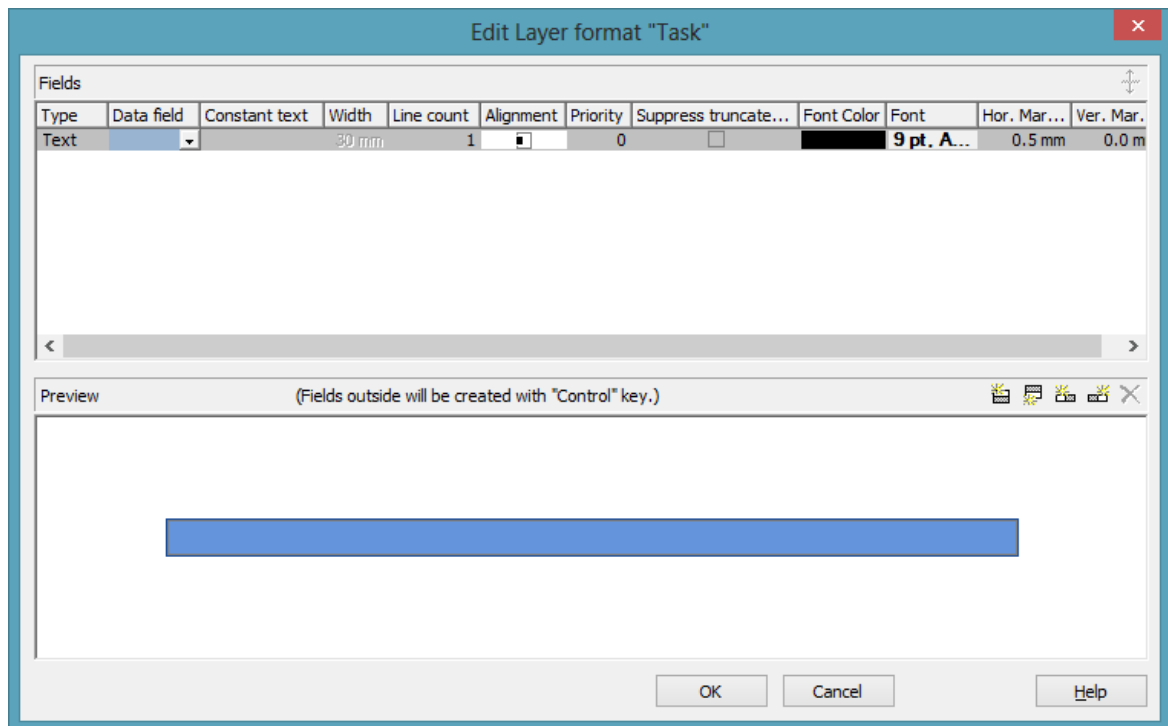 Edit Layer format "Task"
Fields
Type Data field Constant text Width Line count Alignment Priority Suppress truncate... Font Color Font Hor. Mar... Ver. Mar.
Text 30 mm 1 0 9 pt, A... 0.5 mm 0.0 m
Preview (Fields outside will be created with "Control" key.)
OK Cancel Help